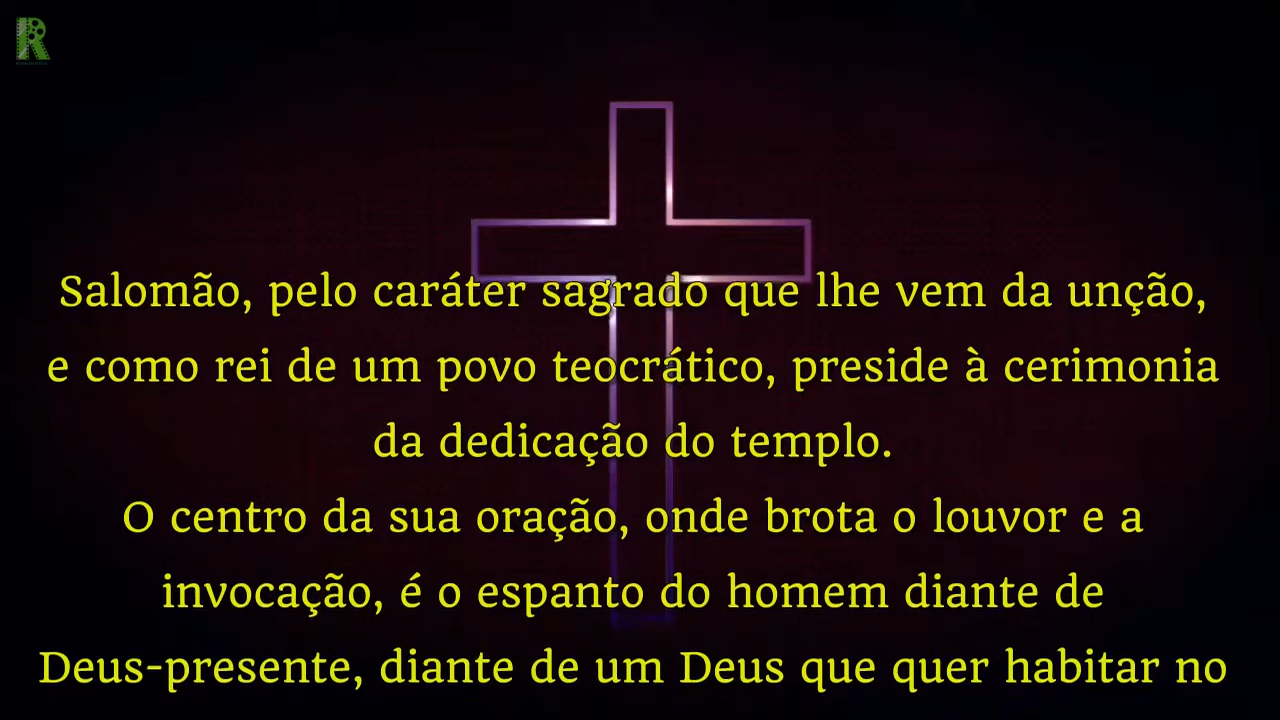 R
Salomão, pelo caráter sagrado que lhe vem da unção,
e como rei de um povo teocrático, preside à cerimonia
da dedicação do templo.
O centro da sua oração, onde brota o louvor e a
invocação, é o espanto do homem diante de
Deus-presente, diante de um Deus que quer habitar no